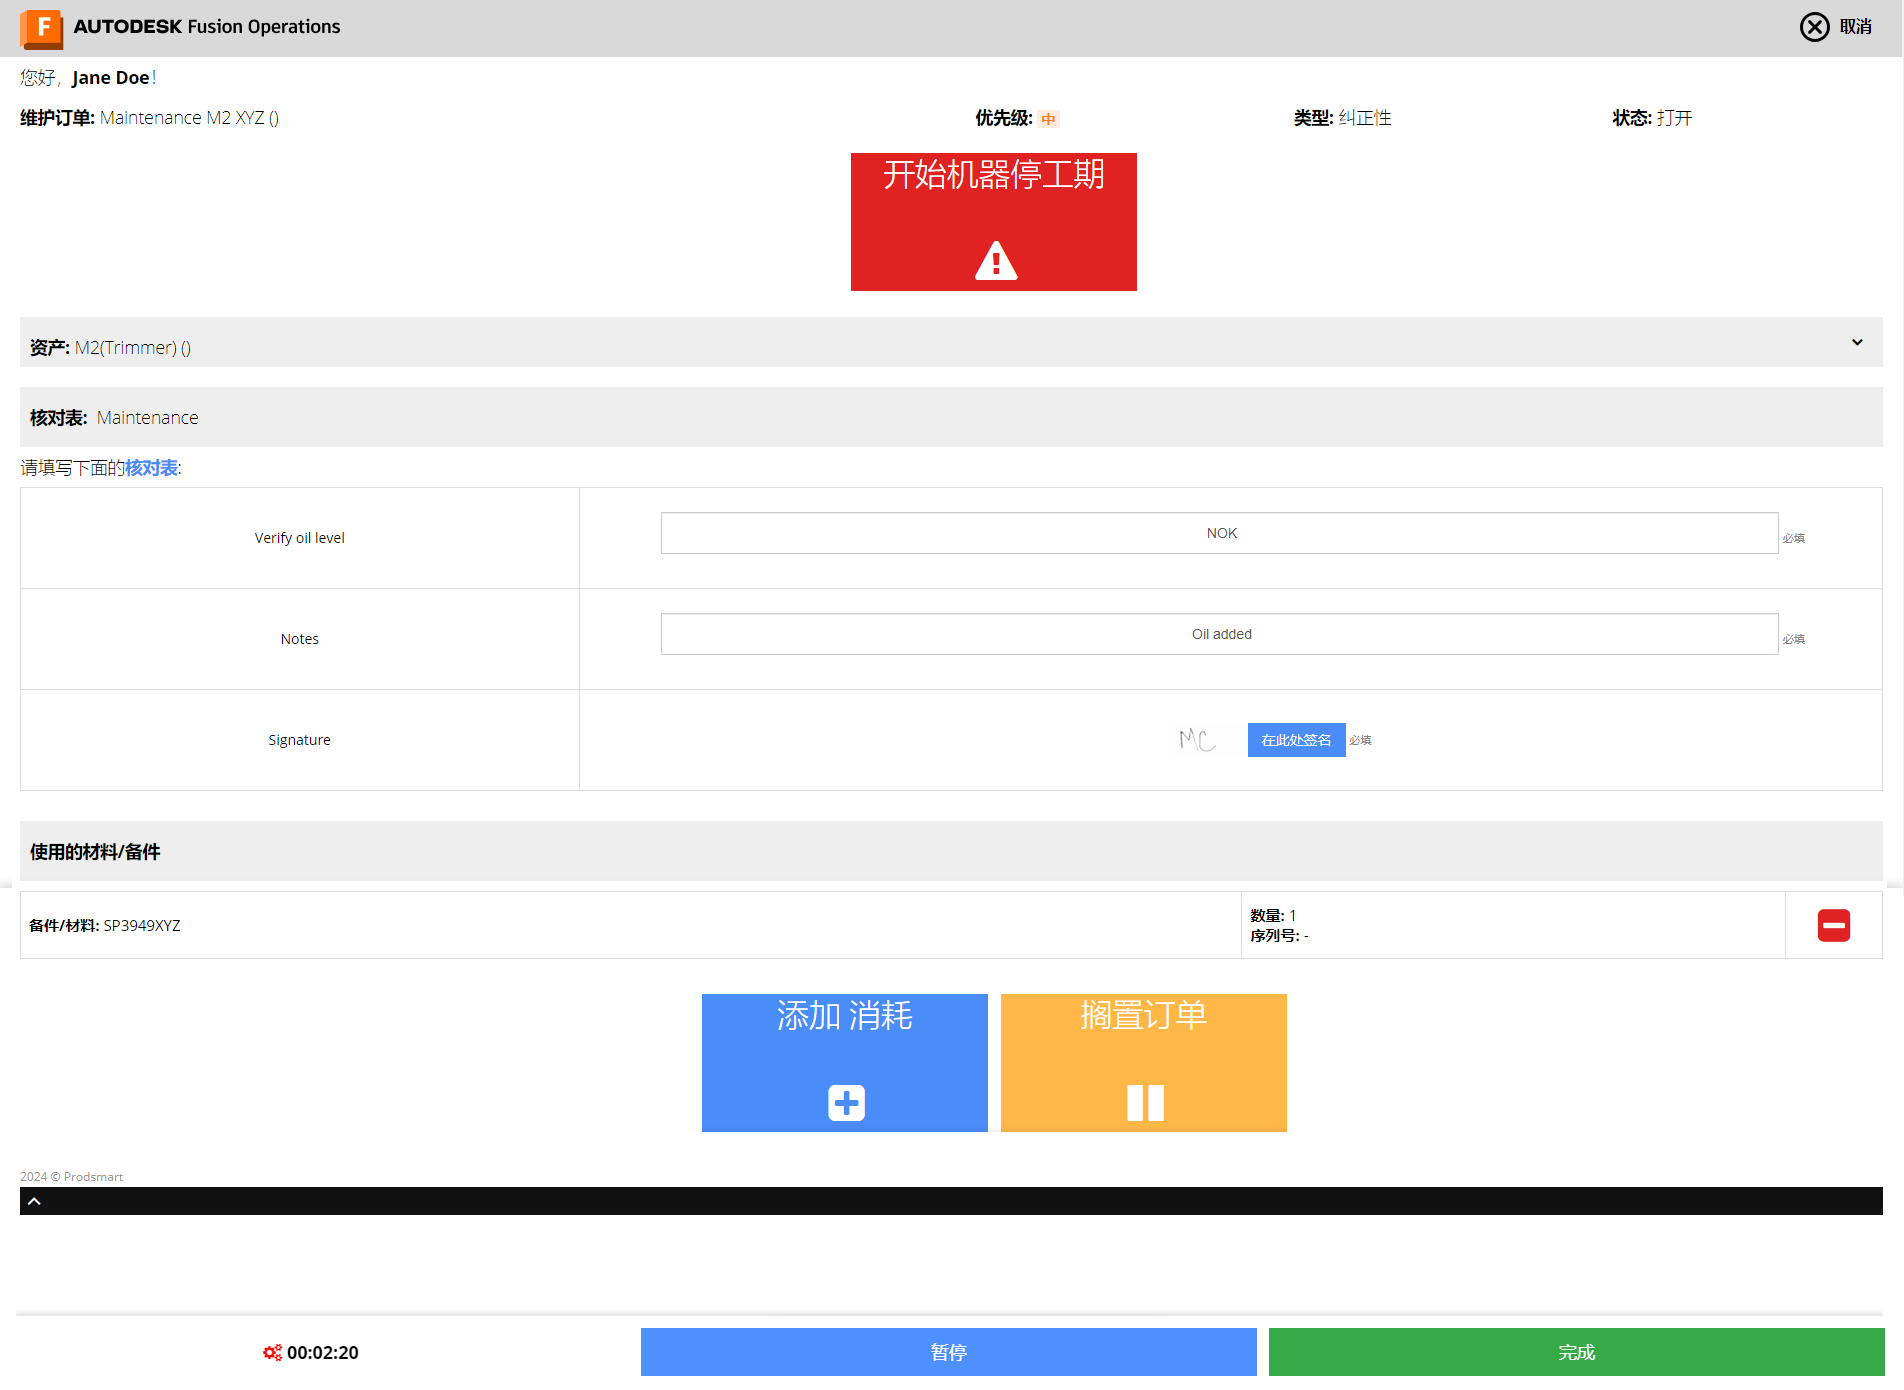 F AUTODESK Fusion Operations
取消
您好，Jane Doe！
维护订单: Maintenance M2 XYZ ()
优先级: 中
类型: 纠正性
状态: 打开
开始机器停工期
资产: M2(Trimmer) ()
核对表: Maintenance
请填写下面的核对表:
Verify oil level
NOK
必填
Notes
Oil added
必填
Signature
MC
在此处签名
必填
使用的材料/备件
备件/材料: SP3949XYZ
数量: 1
序列号: -
添加 消耗
搁置订单
2024 © Prodsmart
00:02:20
暂停
完成